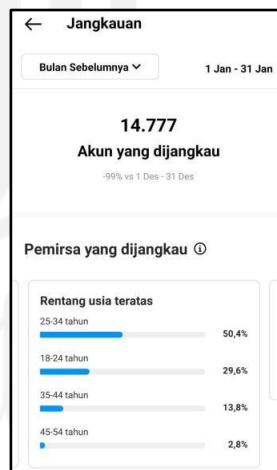 ← Jangkauan
Bulan Sebelumnya
1 Jan - 31 Jan
14.777
Akun yang dijangkau
-99% vs 1 Des - 31 Des
Pemirsa yang dijangkau
Rentang usia teratas
25-34 tahun
50,4%
18-24 tahun
29,6%
35-44 tahun
13,8%
45-54 tahun
2,8%